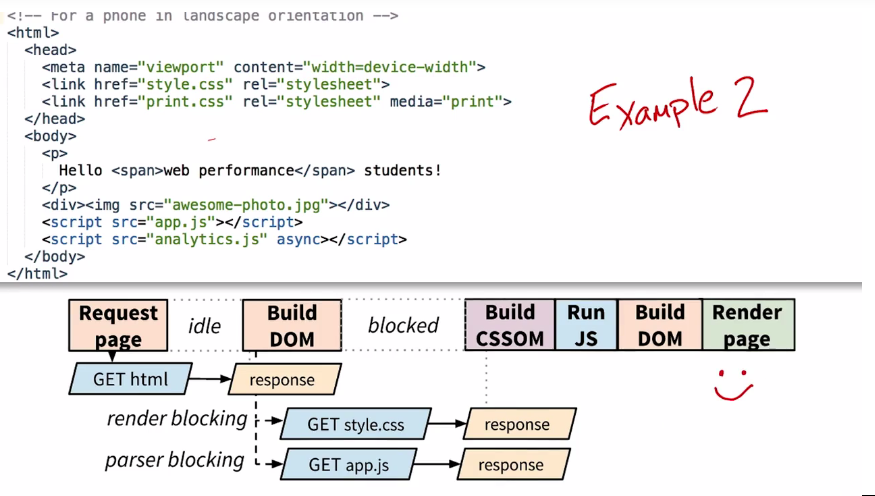 <!-- For a phone in landscape orientation -->
<html>
<head>
<meta name="viewport" content="width=device-width">
<link href="style.css" rel="stylesheet">
<link href="print.css" rel="stylesheet" media="print">
</head>
<body>
<p>
Hello <span>web performance</span> students!
</p>
<div><img src="awesome-photo.jpg"></div>
<script src="app.js"></script>
<script src="analytics.js" async></script>
</body>
</html>
Example 2
Request page
idle
Build DOM
blocked
Build CSSOM
Run JS
Build DOM
Render page
GET html
response
render blocking
GET style.css
response
parser blocking
GET app.js
response